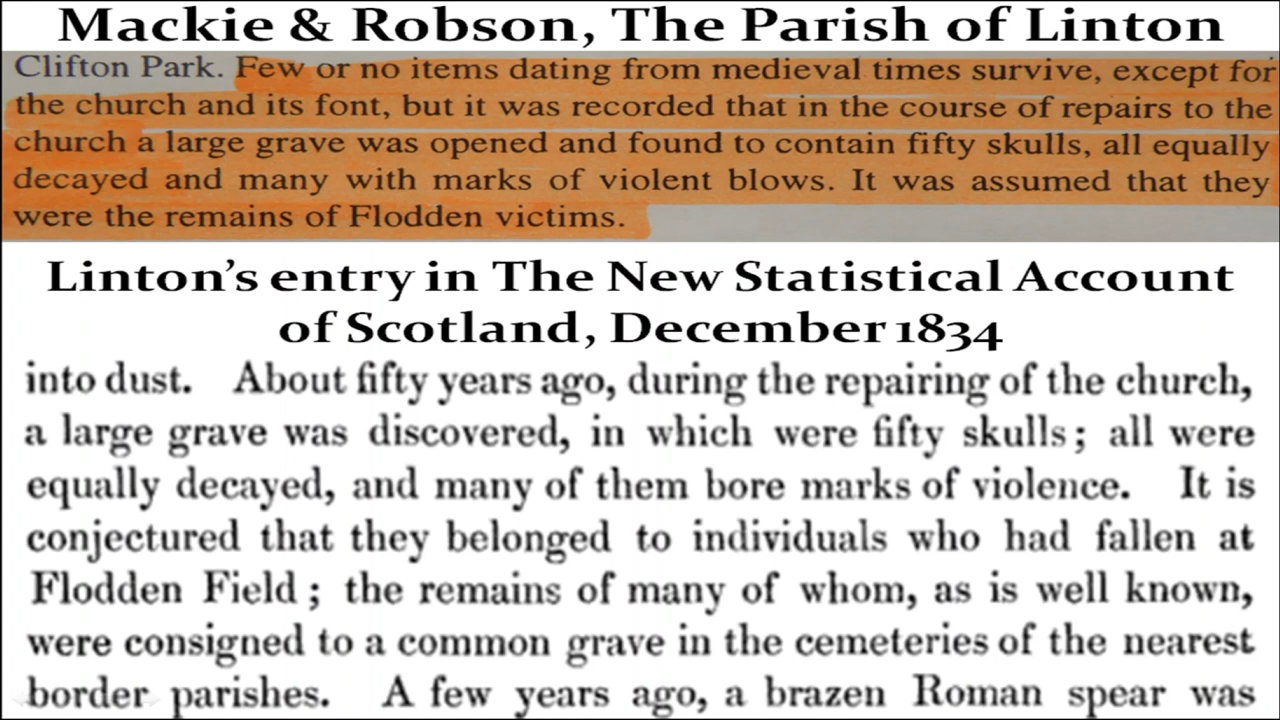 Mackie & Robson, The Parish of Linton
Clifton Park. Few or no items dating from medieval times survive, except for
the church and its font, but it was recorded that in the course of repairs to the
church a large grave was opened and found to contain fifty skulls, all equally
decayed and many with marks of violent blows. It was assumed that they
were the remains of Flodden victims.
Linton's entry in The New Statistical Account
of Scotland, December 1834
into dust. About fifty years ago, during the repairing of the church,
a large grave was discovered, in which were fifty skulls; all were
equally decayed, and many of them bore marks of violence. It is
conjectured that they belonged to individuals who had fallen at
Flodden Field; the remains of many of whom, as is well known,
were consigned to a common grave in the cemeteries of the nearest
border parishes. A few years ago, a brazen Roman spear was